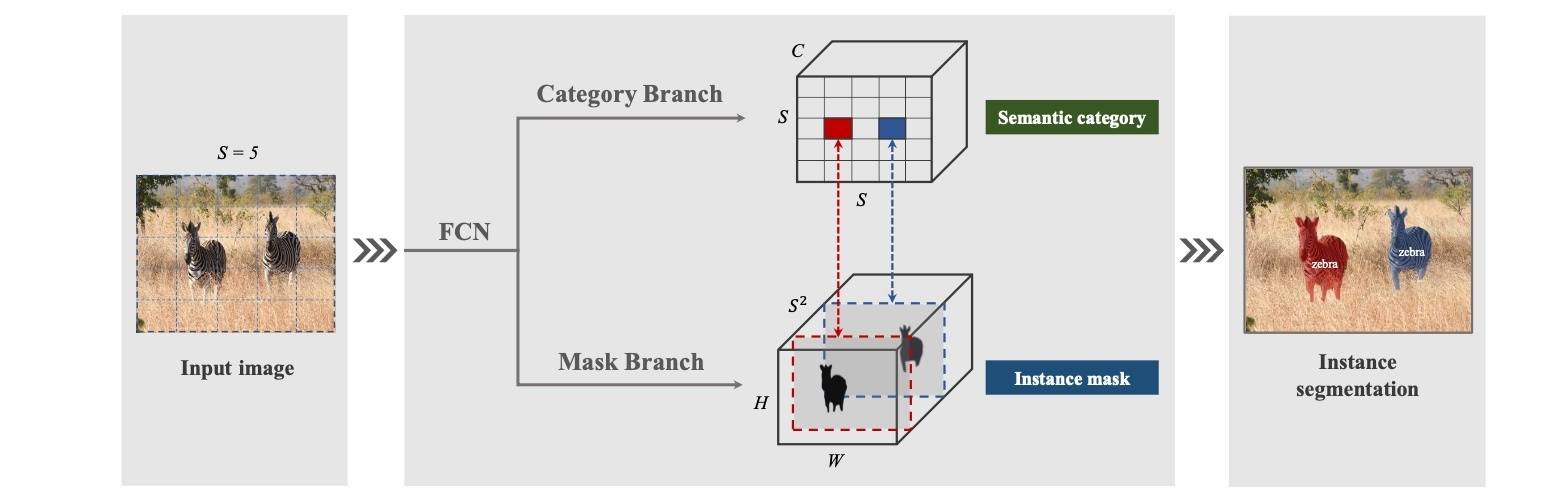 S = 5
Input image
FCN
Category Branch
Mask Branch
C
S
S
Semantic category
S²
H
W
Instance mask
zebra
zebra
Instance
segmentation